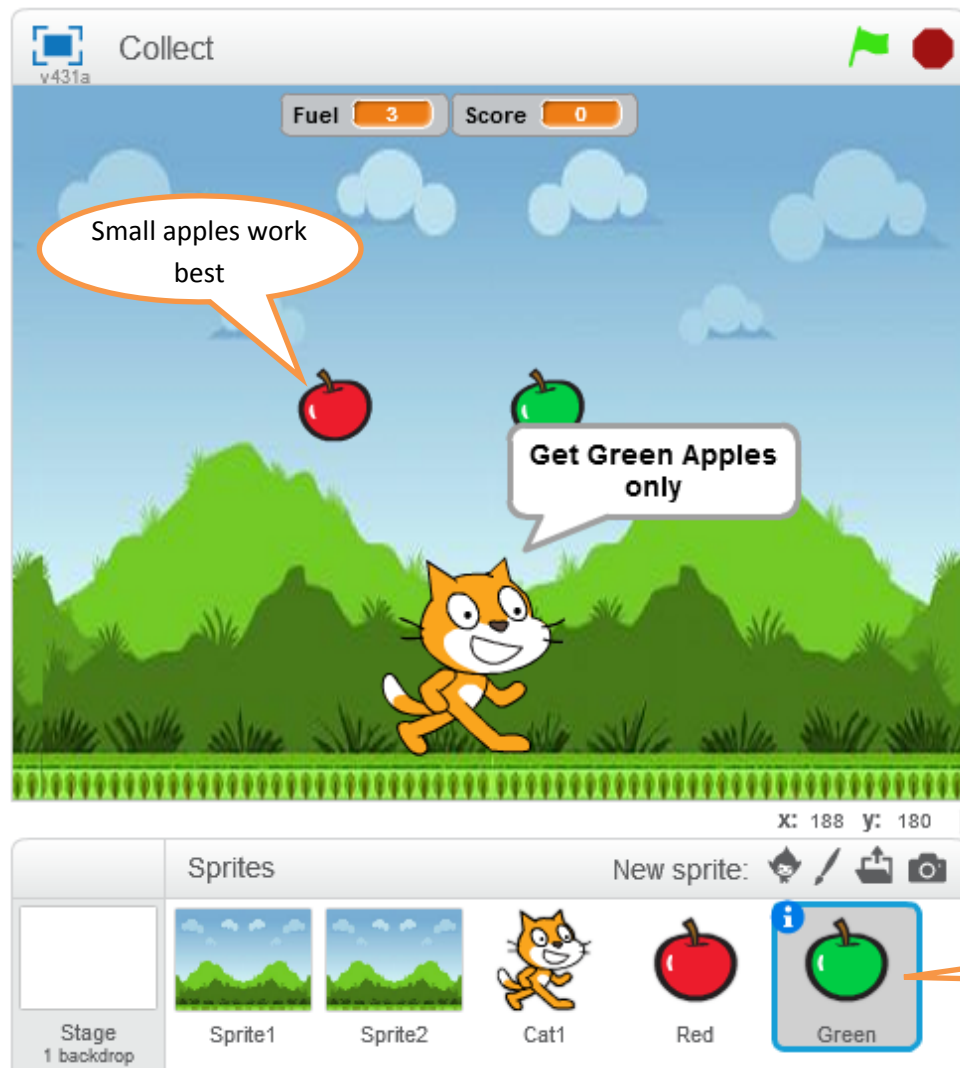 Collect
v431a
Fuel 3 Score 0
Small apples work
best
Get Green Apples
only
x: 188 y: 180
Sprites New sprite:
Stage
1 backdrop
Sprite1 Sprite2 Cat1 Red Green